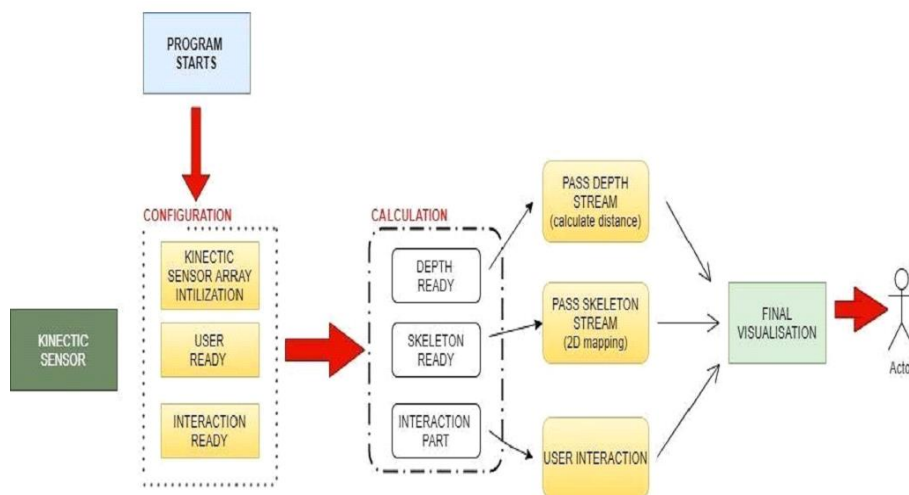 PROGRAM
STARTS
CONFIGURATION
KINECTIC
SENSOR ARRAY
INTILIZATION
USER
READY
INTERACTION
READY
KINECTIC
SENSOR
CALCULATION
DEPTH
READY
SKELETON
READY
INTERACTION
PART
PASS DEPTH
STREAM
(calculate distance)
PASS SKELETON
STREAM
(2D mapping)
USER INTERACTION
FINAL
VISUALISATION
Acto